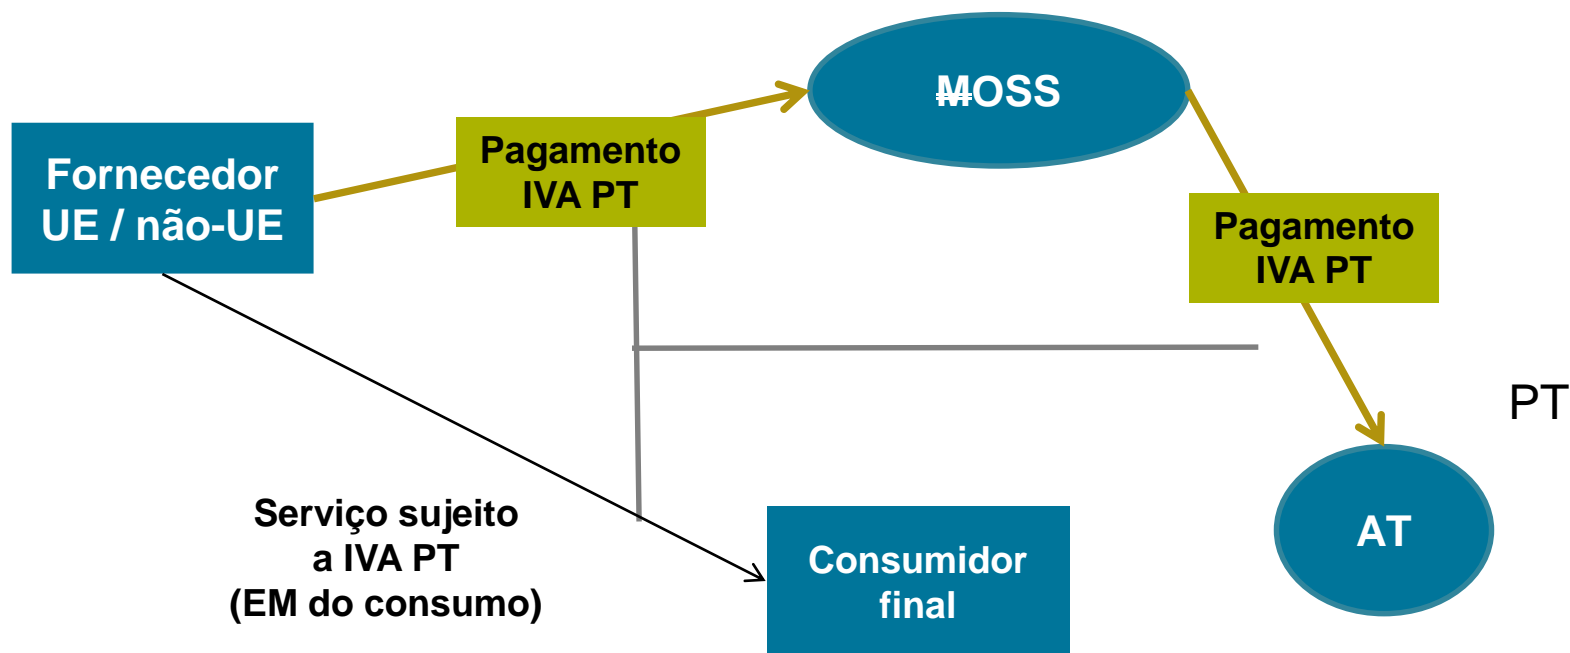 MOSS
Fornecedor
UE / não-UE
Pagamento
IVA PT
Pagamento
IVA PT
PT
Serviço sujeito
a IVA PT
(EM do consumo)
Consumidor
final
AT